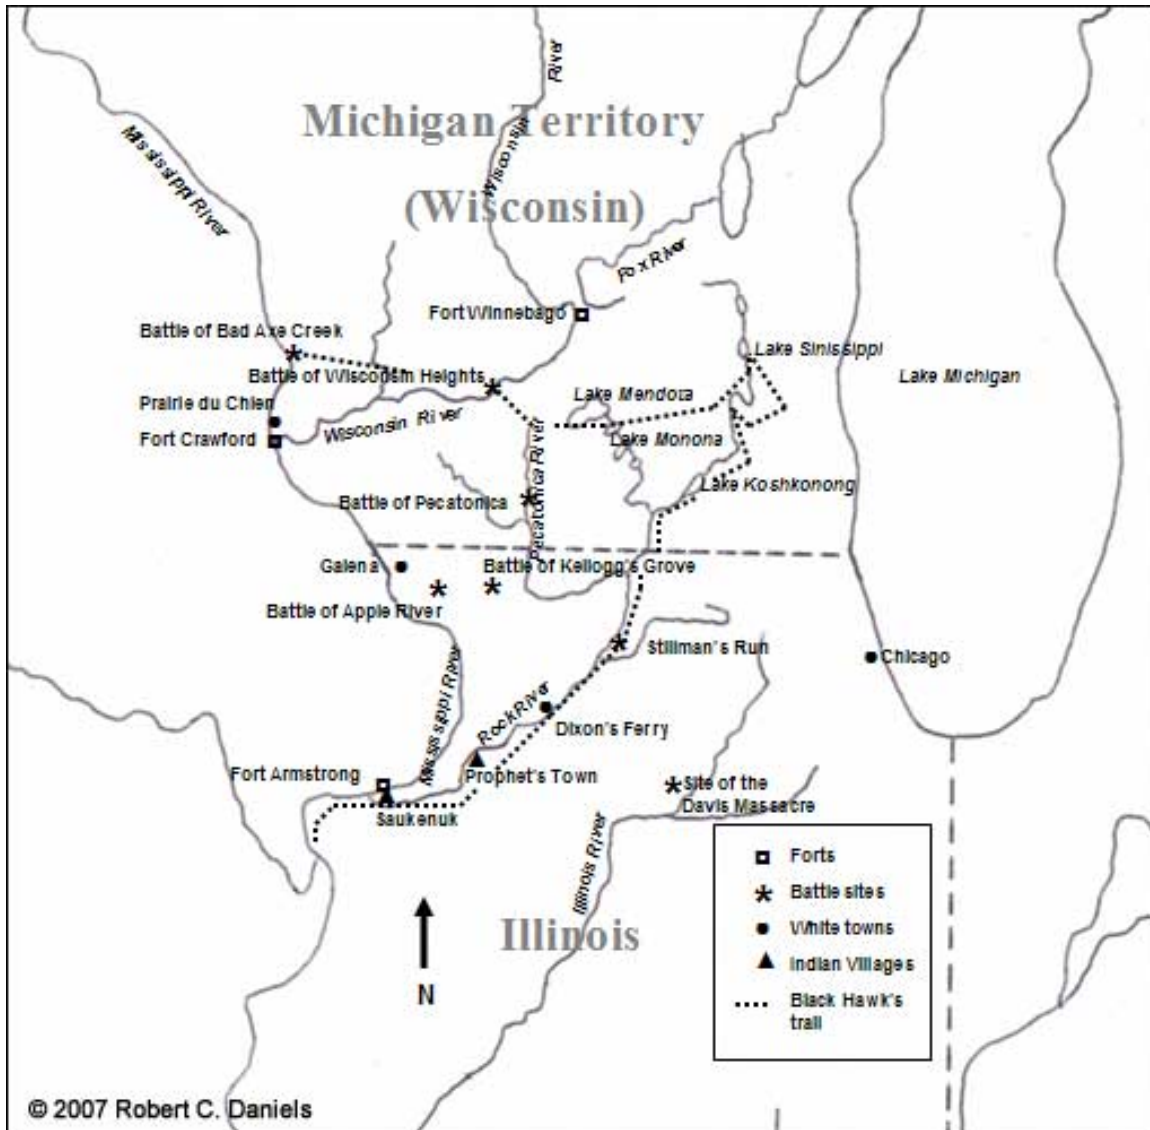 River
Michigan Territory
Wisconsin
Mississippi River
(Wisconsin)
Fox River
Fort Winnebago
Battle of Bad Axe Creek
Lake Sinissippi
Battle of Wisconsin Heights
Lake Michigan
Lake Mendota
Prairie du Chien
Wisconsin River
Fort Crawford
Lake Monona
Pecatonica River
Lake Koshkonong
Battle of Pecatonica
Galena
Battle of Kellogg's Grove
Battle of Apple River
Stillman's Run
Chicago
Mississippi River
Rock River
Dixon's Ferry
Fort Armstrong
Prophet's Town
Site of the
Davis Massacre
Saukenuk
Illinois River
Illinois
N
Forts
Battle sites
White towns
Indian Villages
Black Hawk's
trail
© 2007 Robert C. Daniels